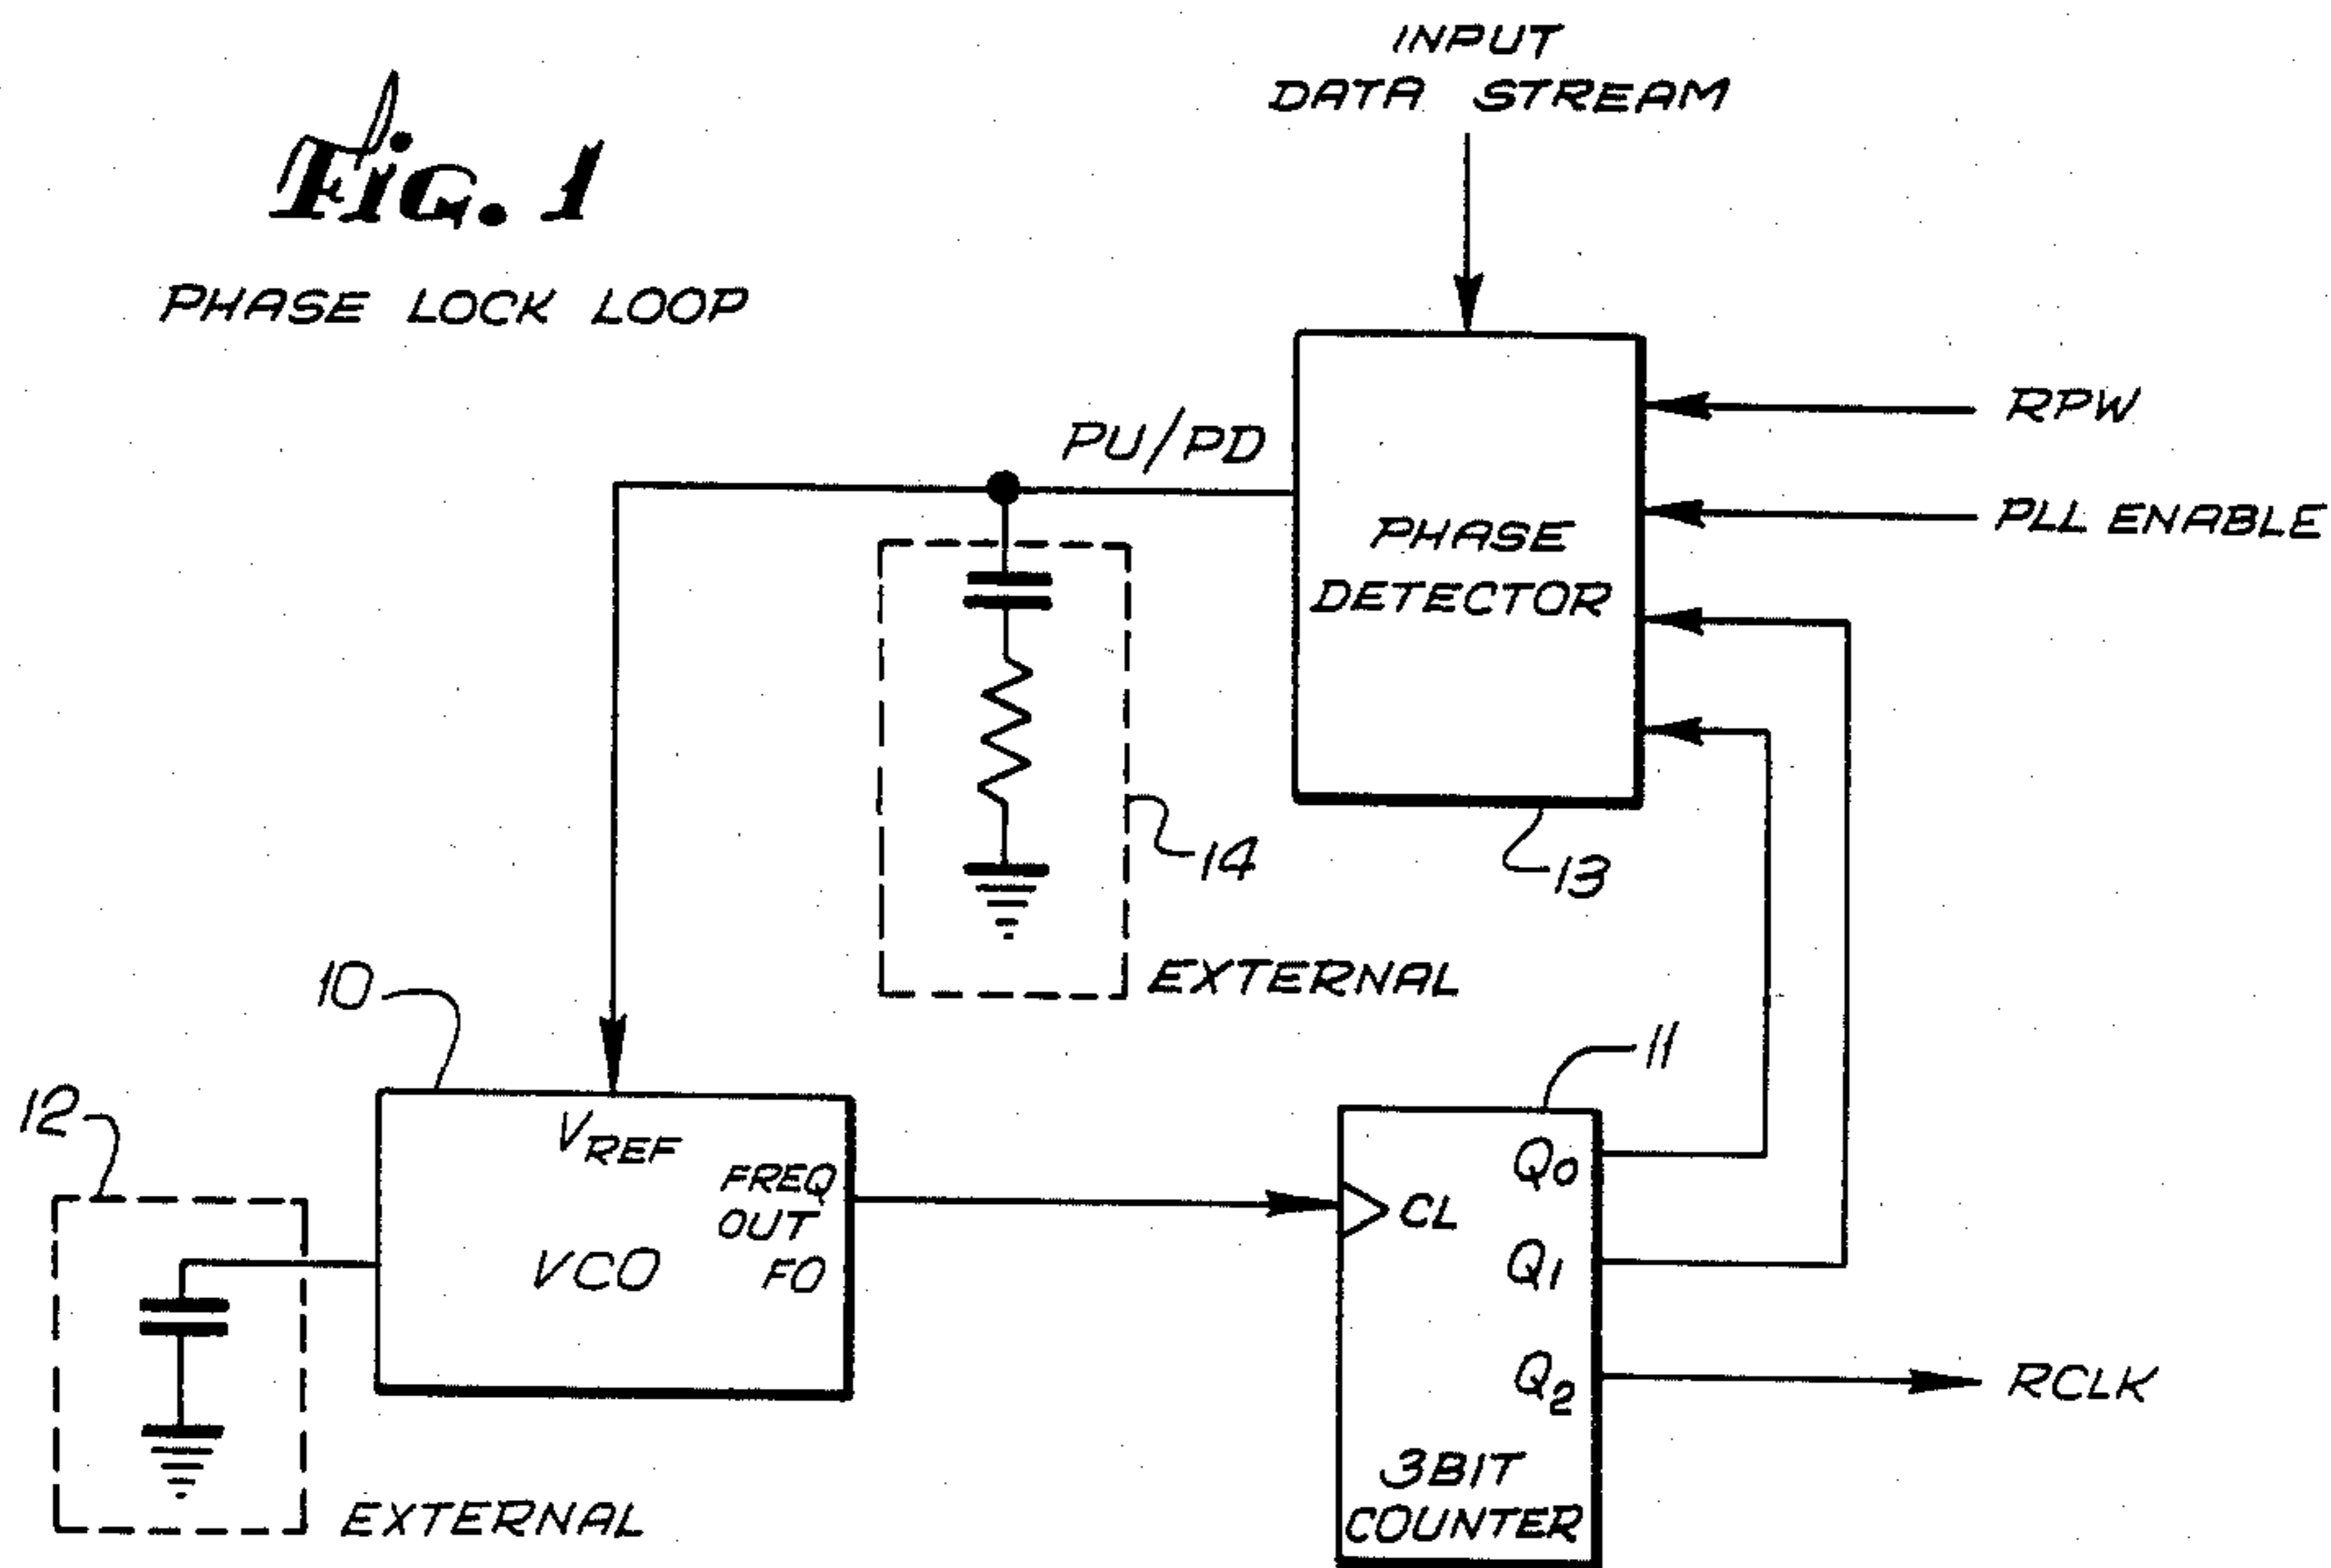 INPUT
DATA STREAM
Fig. 1
PHASE LOCK LOOP
PU/PD
RPW
PLL ENABLE
PHASE
DETECTOR
14
13
EXTERNAL
10
11
12
VREF
FREQ
OUT
FO
VCO
CL
Q0
Q1
Q2
RCLK
3BIT
COUNTER
EXTERNAL